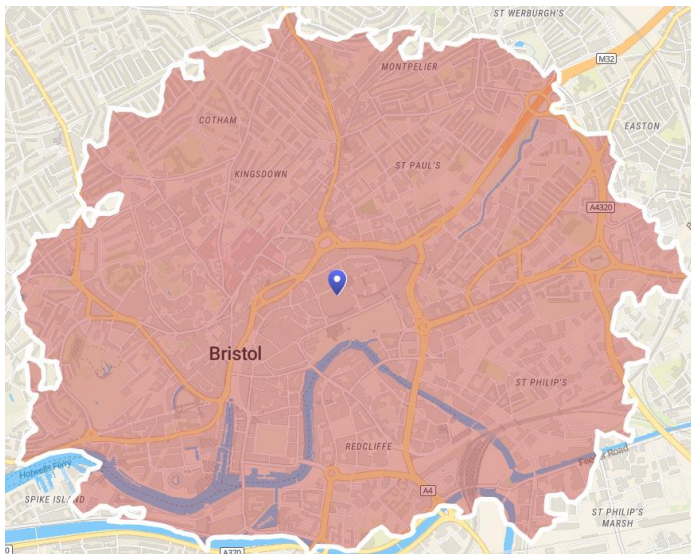 ST WERBURGH'S
M32
MONTPELIER
COTHAM
EASTON
ST PAUL'S
KINGSDOWN
A4320
Bristol
ST PHILIP'S
REDCLIFFE
Road
Hotwells Ferry
A4
SPIKE ISLAND
ST PHILIP'S
MARSH
A370